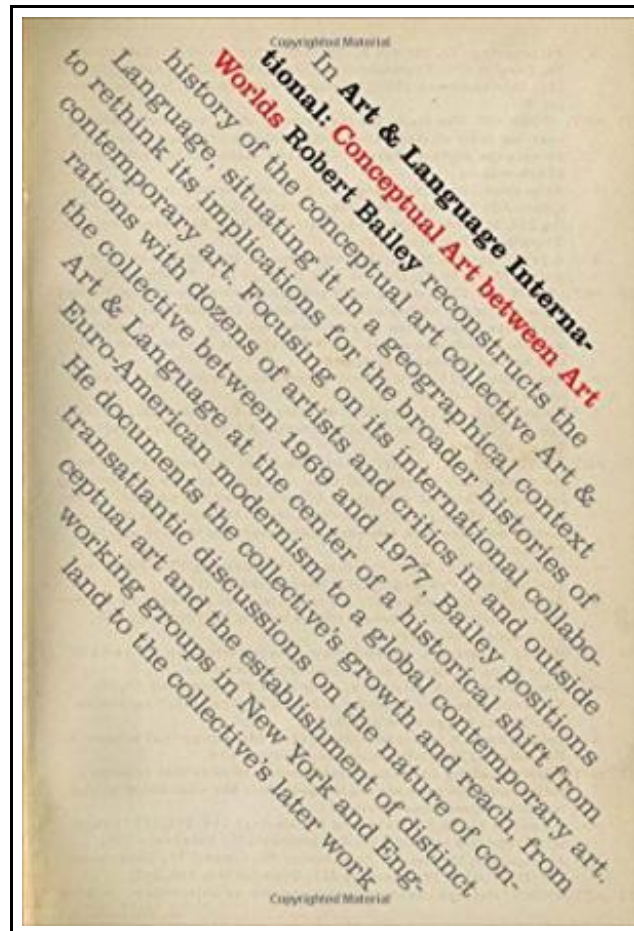 Copyrighted Material
In Art & Language Interna-
tional: Conceptual Art between Art
Worlds Robert Bailey reconstructs the
history of the conceptual art collective Art &
Language, situating it in a geographical context
to rethink its implications for the broader histories of
contemporary art. Focusing on its international collabo-
rations with dozens of artists and critics in and outside
the collective between 1969 and 1977, Bailey positions
Art & Language at the center of a historical shift from
Euro-American modernism to a global contemporary art.
He documents the collective's growth and reach, from
transatlantic discussions on the nature of con-
ceptual art and the establishment of distinct
working groups in New York and Eng-
land to the collective's later work
Copyrighted Material